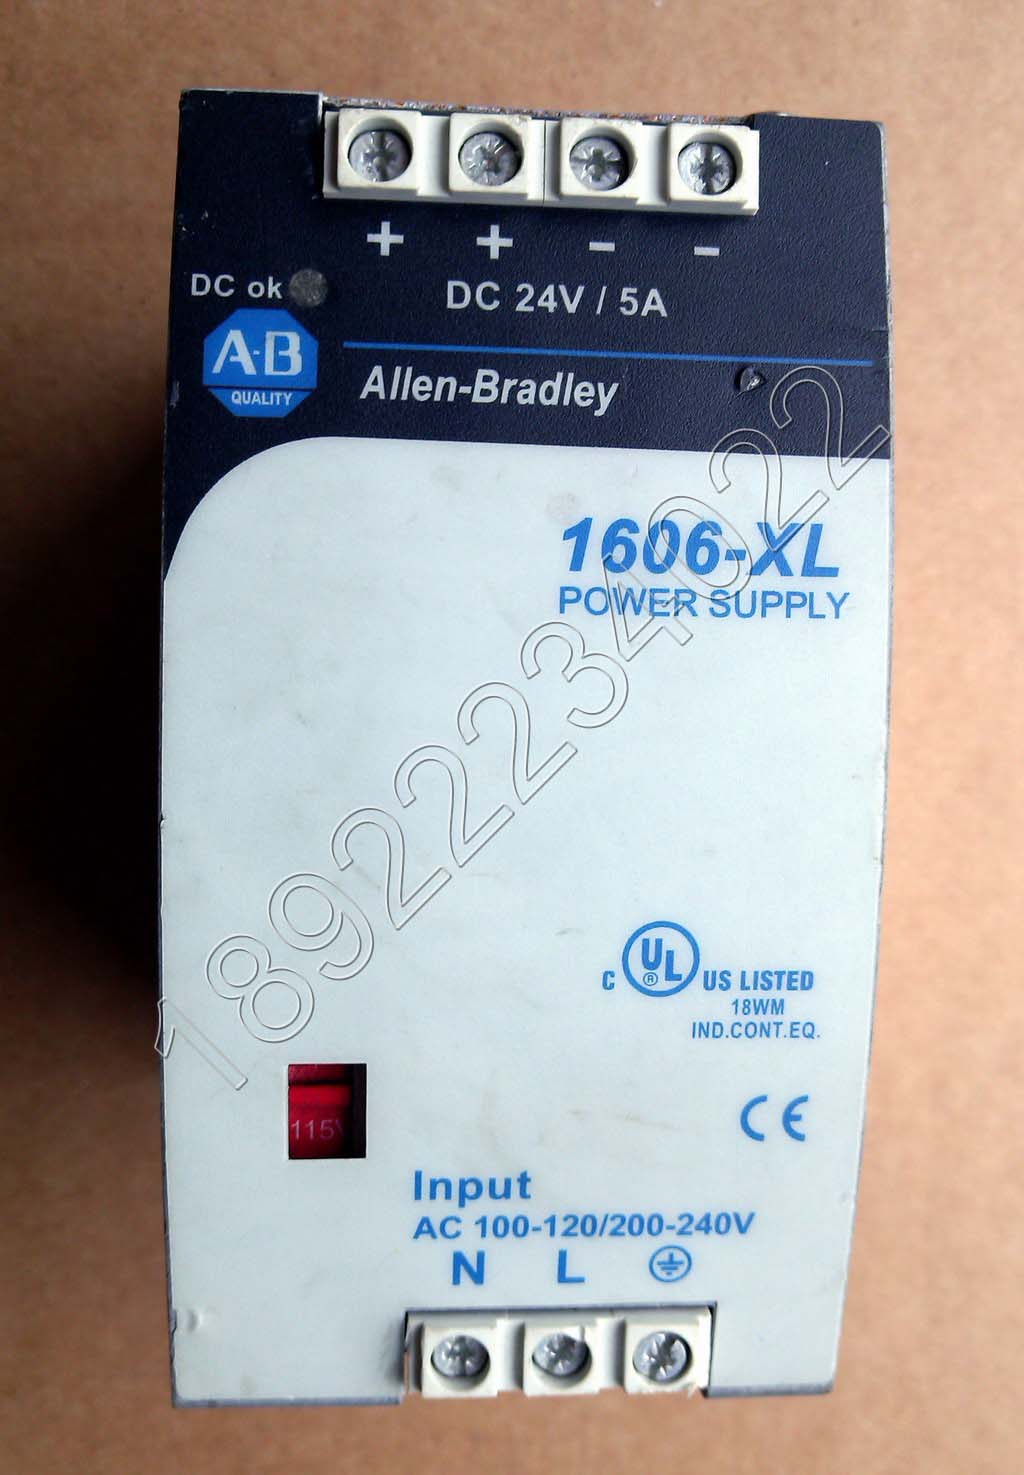 + + - -
DC ok
DC 24V / 5A
A-B
QUALITY
Allen-Bradley
1606-XL
POWER SUPPLY
18922234022
C UL ® US LISTED
18WM
IND.CONT.EQ.
115V
CE
Input
AC 100-120/200-240V
N L